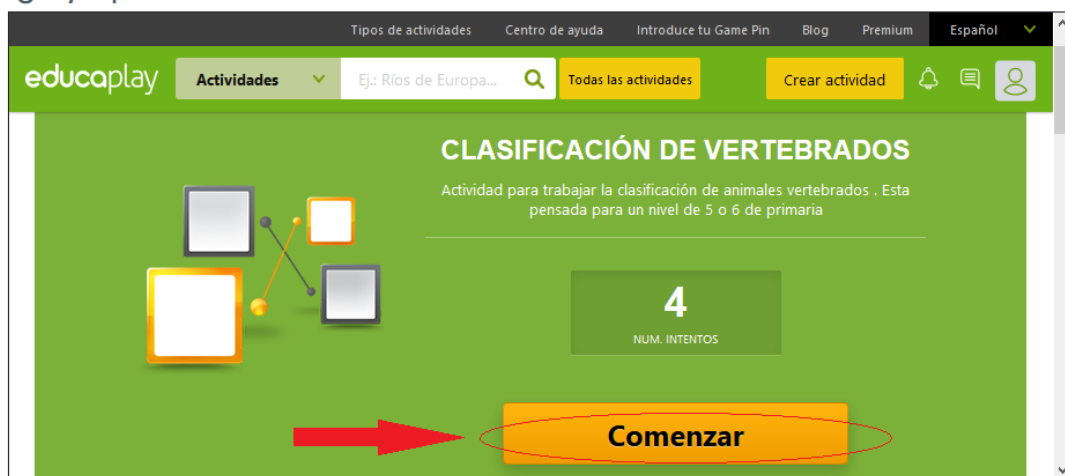 Tipos de actividades Centro de ayuda Introduce tu Game Pin Blog Premium Español
educaplay Actividades Ej.: Ríos de Europa... Todas las actividades Crear actividad
CLASIFICACIÓN DE VERTEBRADOS
Actividad para trabajar la clasificación de animales vertebrados . Esta
pensada para un nivel de 5 o 6 de primaria
4
NUM. INTENTOS
Comenzar